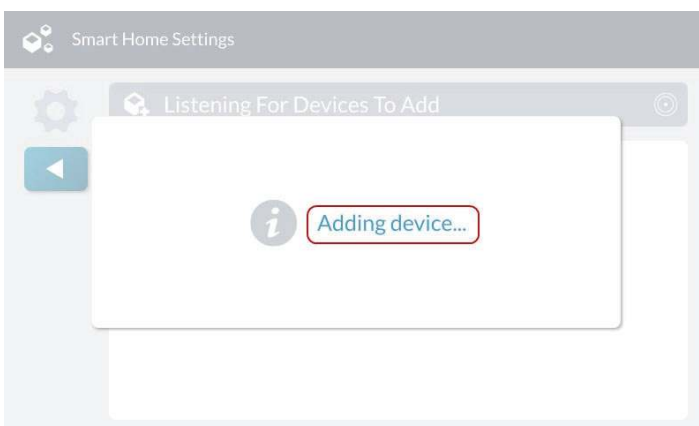 Smart Home Settings
Listening For Devices To Add
Adding device...